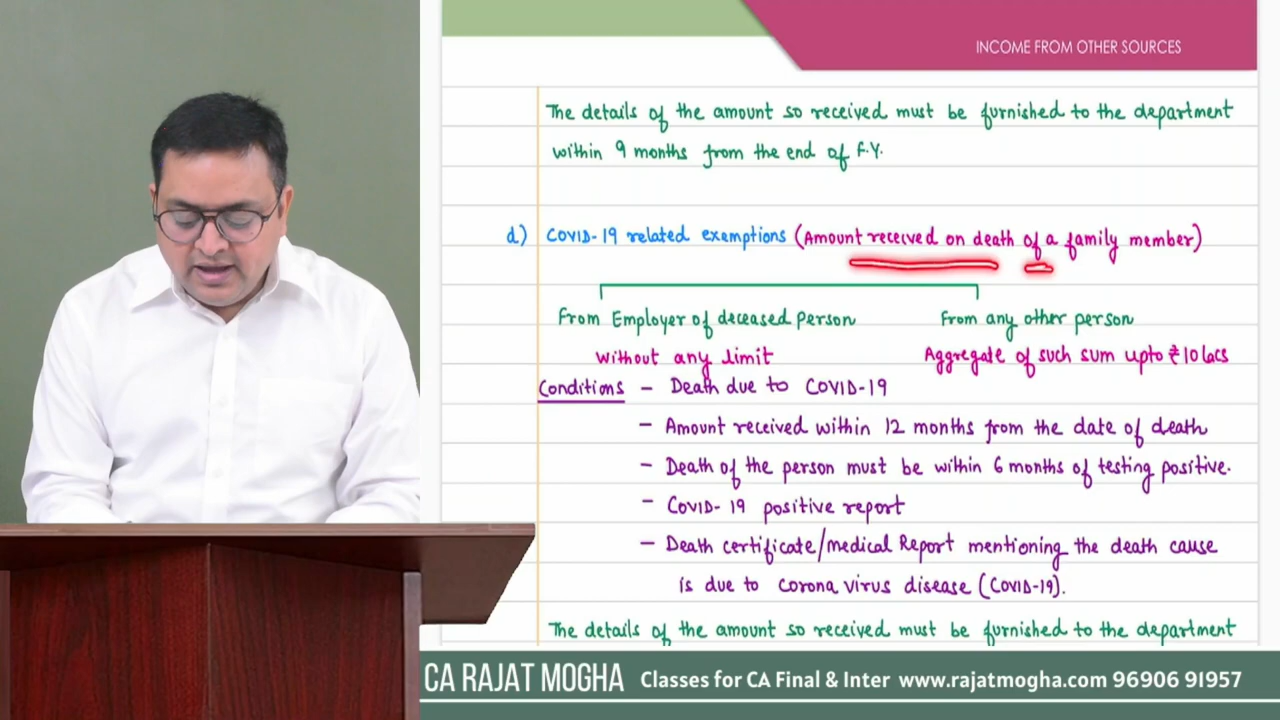 INCOME FROM OTHER SOURCES
The details of the amount so received must be furnished to the department
within 9 months from the end of F.Y.
d) COVID-19 related exemptions (Amount received on death of a family member)
From Employer of deceased person From any other person
Without any limit Aggregate of such sum upto ₹ 10 lacs
Conditions - Death due to COVID-19
- Amount received within 12 months from the date of death
- Death of the person must be within 6 months of testing positive.
- COVID-19 positive report
- Death certificate/medical Report mentioning the death cause
is due to corona virus disease (COVID-19).
The details of the amount so received must be furnished to the department
CA RAJAT MOGHA Classes for CA Final & Inter www.rajatmogha.com 96906 91957